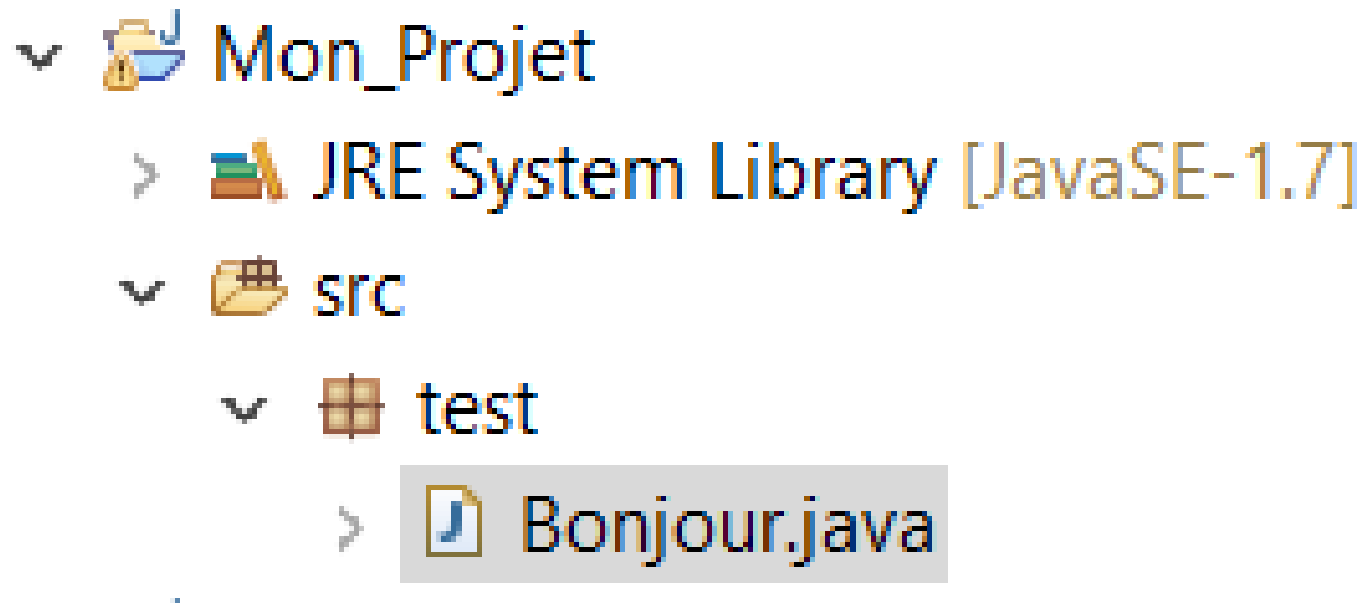 Mon_Projet
JRE System Library [JavaSE-1.7]
src
test
Bonjour.java